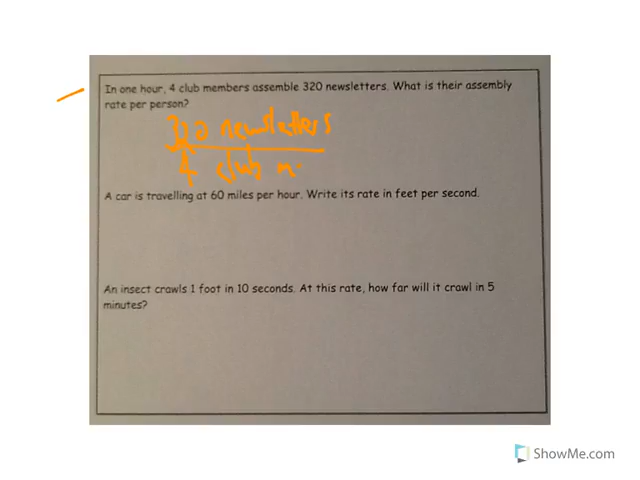 In one hour, 4 club members assemble 320 newsletters. What is their assembly
rate per person?
320 newsletters
4 club m
A car is travelling at 60 miles per hour. Write its rate in feet per second.
An insect crawls 1 foot in 10 seconds. At this rate, how far will it crawl in 5
minutes?
ShowMe.com